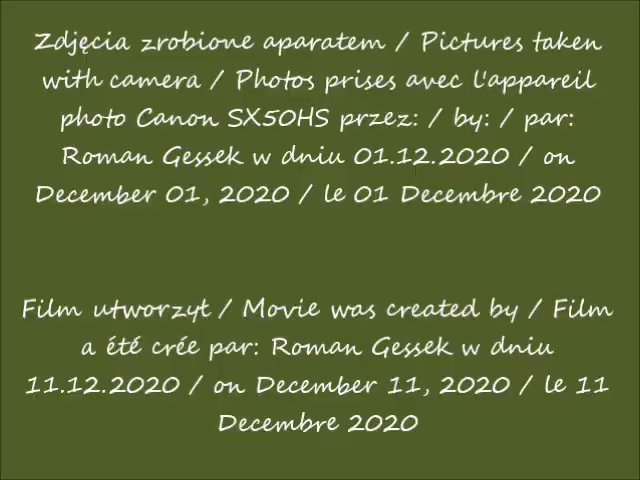 Zdjęcia zrobione aparatem / Pictures taken
with camera / Photos prises avec l'appareil
photo Canon SX50HS przez: / by: / par:
Roman Gessek w dniu 01.12.2020 / on
December 01, 2020 / le 01 Decembre 2020
Film utworzył / Movie was created by / Film
a été crée par: Roman Gessek w dniu
11.12.2020 / on December 11, 2020 / le 11
Decembre 2020